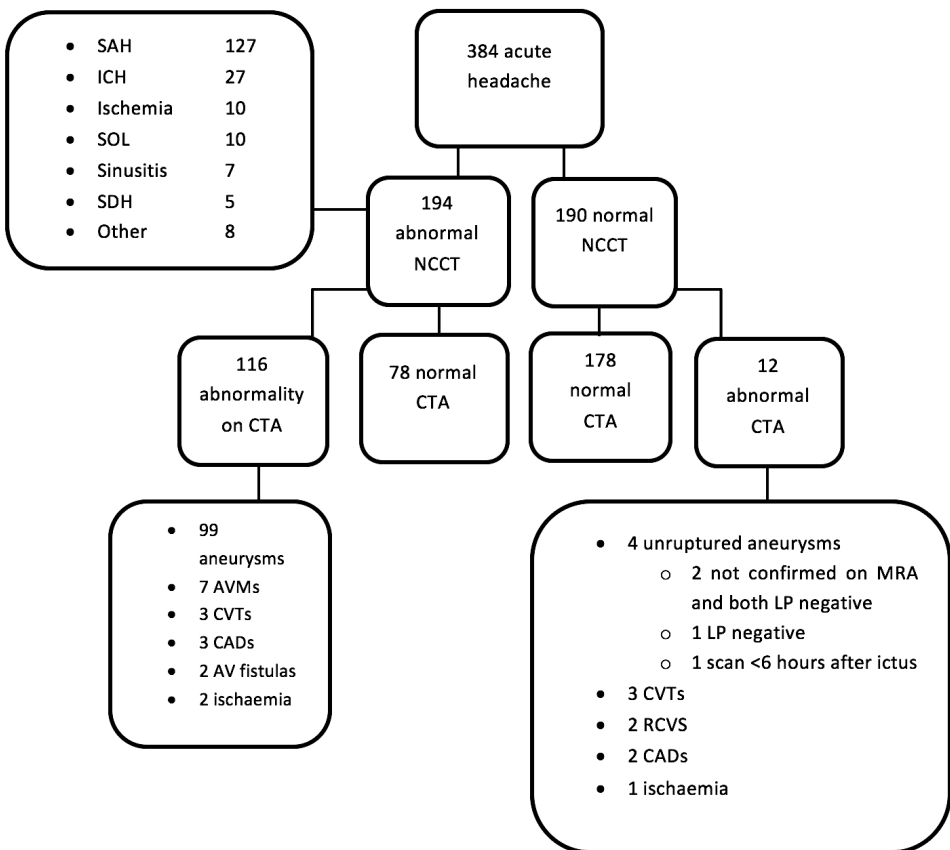 • SAH 127
• ICH 27
• Ischemia 10
• SOL 10
• Sinusitis 7
• SDH 5
• Other 8
384 acute
headache
194
abnormal
NCCT
190 normal
NCCT
116
abnormality
on CTA
78 normal
CTA
178
normal
CTA
12
abnormal
CTA
• 99
aneurysms
• 7 AVMs
• 3 CVTs
• 3 CADs
• 2 AV fistulas
• 2 ischaemia
• 4 unruptured aneurysms
o 2 not confirmed on MRA
and both LP negative
o 1 LP negative
o 1 scan <6 hours after ictus
• 3 CVTs
• 2 RCVS
• 2 CADs
• 1 ischaemia